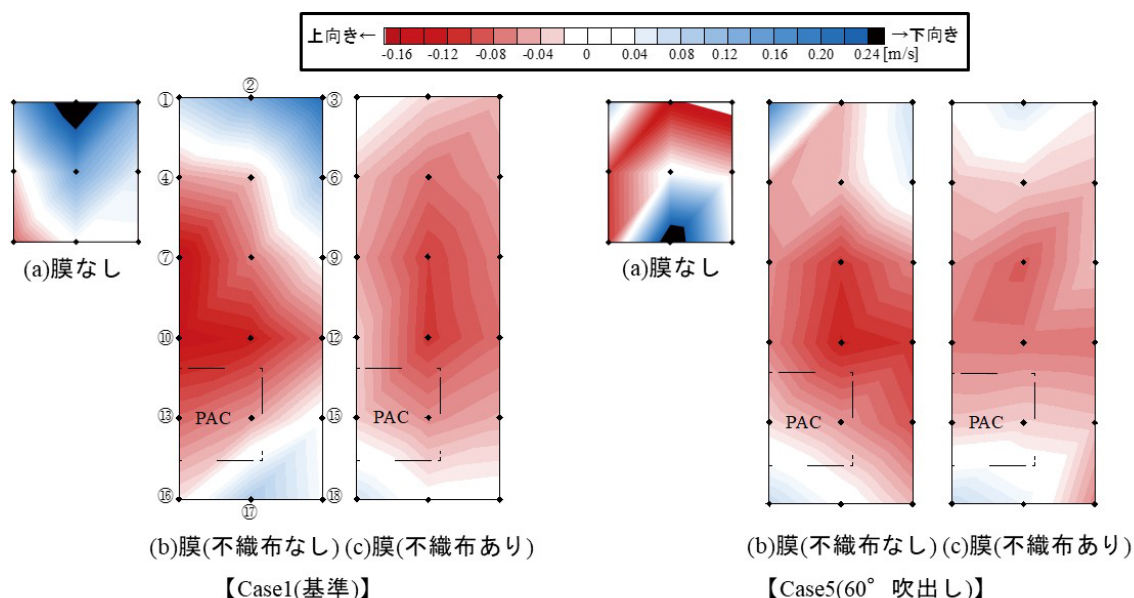 上向き← →下向き
-0.16 -0.12 -0.08 -0.04 0 0.04 0.08 0.12 0.16 0.20 0.24 [m/s]
① ② ③
④ ⑥
⑦ ⑨
⑩ ⑫
⑬ PAC ⑮ PAC
⑯ ⑰ ⑱
(a)膜なし
(b)膜(不織布なし) (c)膜(不織布あり)
【Case1(基準)】
(a)膜なし
PAC PAC
(b)膜(不織布なし) (c)膜(不織布あり)
【Case5(60° 吹出し)】